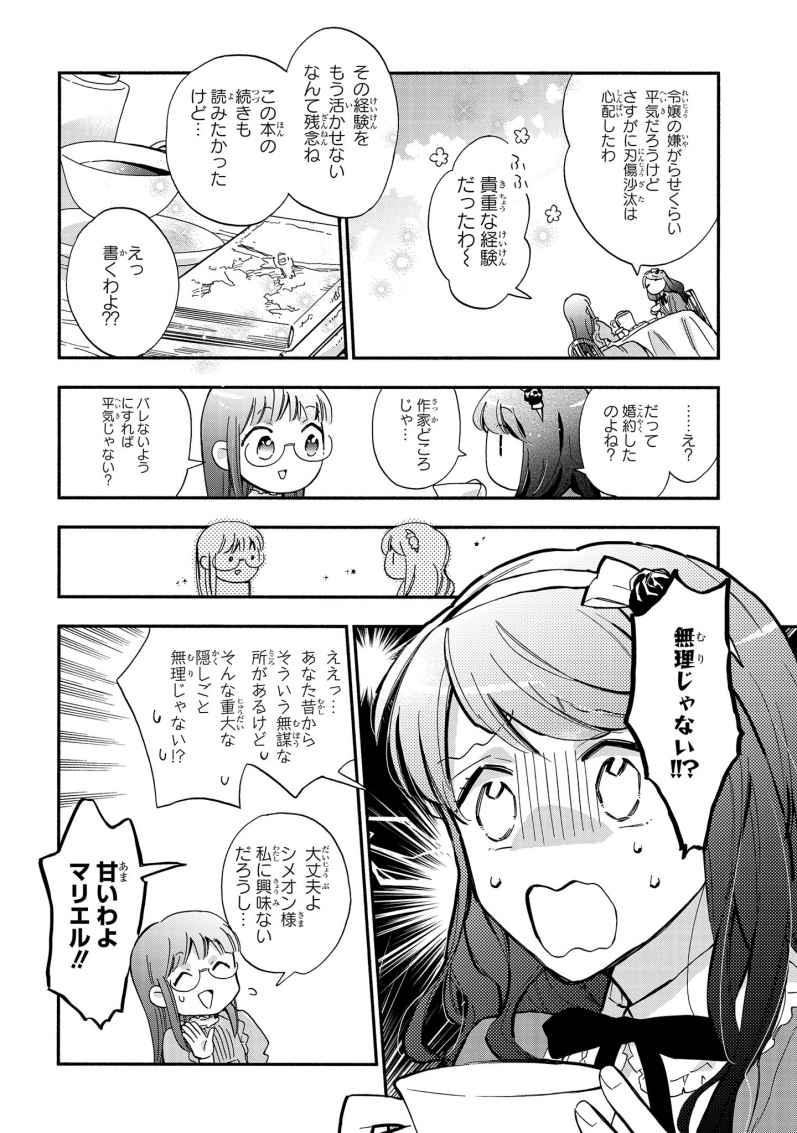 令嬢の嫌がらせくらい
平気だろうけど
さすがに刃傷沙汰は
心配したわ
ふふ
貴重な経験
だったわ〜
その経験を
もう活かせない
なんて残念ね
この本の
続きも
読みたかった
けど…
えっ
書くわよ??
……え?
だって
婚約した
のよね?
作家どころ
じゃ…
バレないよう
にすれば
平気じゃない?
無理じゃない!!?
ええっ…
あなた昔から
そういう無謀な
所があるけど
そんな重大な
隠しごと
無理じゃない!?
大丈夫よ
シメオン様
私に興味ない
だろうし…
甘いわよ
マリエル!!